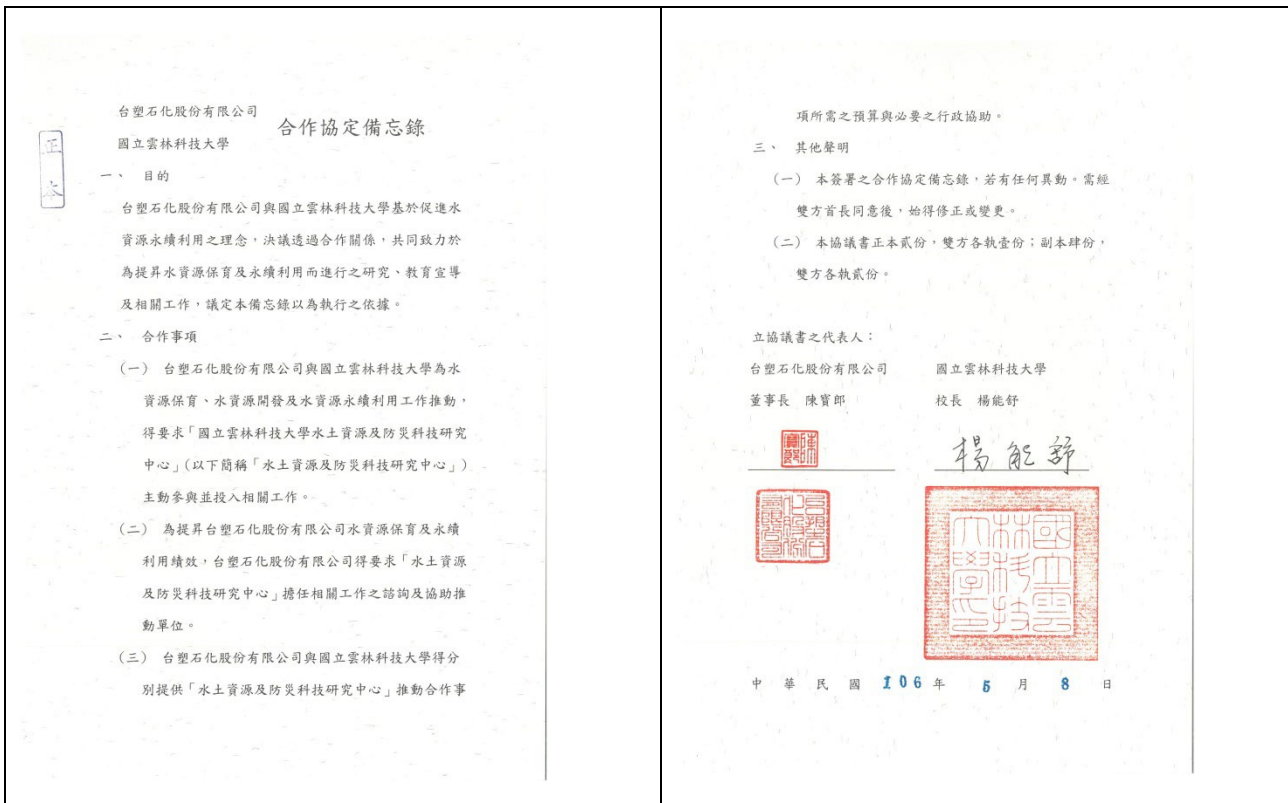 正本
台塑石化股份有限公司
國立雲林科技大學
合作協定備忘錄
一、 目的
台塑石化股份有限公司與國立雲林科技大學基於促進水
資源永續利用之理念，決議透過合作關係，共同致力於
為提昇水資源保育及永續利用而進行之研究、教育宣導
及相關工作，議定本備忘錄以為執行之依據。
二、 合作事項
(一) 台塑石化股份有限公司與國立雲林科技大學為水
資源保育、水資源開發及水資源永續利用工作推動，
得要求「國立雲林科技大學水土資源及防災科技研究
中心」(以下簡稱「水土資源及防災科技研究中心」)
主動參與並投入相關工作。
(二) 為提昇台塑石化股份有限公司水資源保育及永續
利用績效，台塑石化股份有限公司得要求「水土資源
及防災科技研究中心」擔任相關工作之諮詢及協助推
動單位。
(三) 台塑石化股份有限公司與國立雲林科技大學得分
別提供「水土資源及防災科技研究中心」推動合作事
項所需之預算與必要之行政協助。
三、 其他聲明
(一) 本簽署之合作協定備忘錄，若有任何異動。需經
雙方首長同意後，始得修正或變更。
(二) 本協議書正本貳份，雙方各執壹份；副本肆份，
雙方各執貳份。
立協議書之代表人：
台塑石化股份有限公司
董事長 陳寶郎
陳寶郎
台塑石化股份有限公司
國立雲林科技大學
校長 楊能舒
楊能舒
國立雲林科技大學印
中華民國 106 年 5 月 8 日